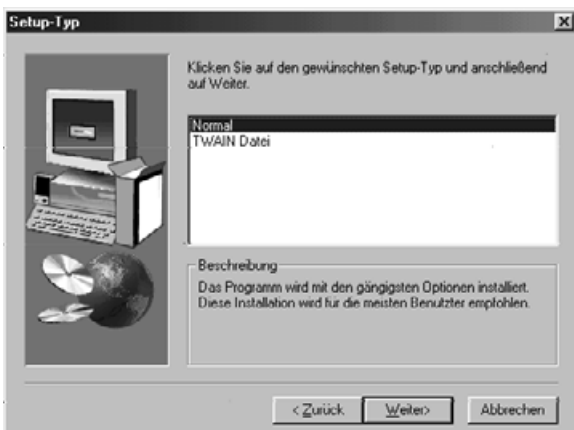 Setup-Typ
Klicken Sie auf den gewünschten Setup-Typ und anschließend
auf Weiter.
Normal
TWAIN Datei
Beschreibung
Das Programm wird mit den gängigsten Optionen installiert.
Diese Installation wird für die meisten Benutzter empfohlen.
< Zurück
Weiter>
Abbrechen